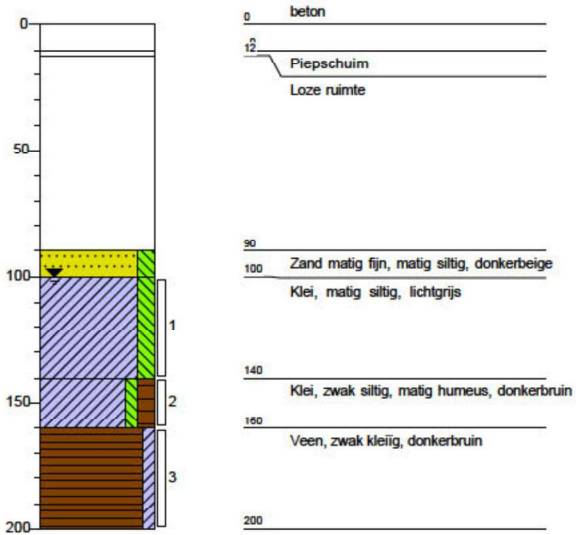 0
50
100
150
200
1
2
3
0
beton
12
Piepschuim
Loze ruimte
90
Zand matig fijn, matig siltig, donkerbeige
100
Klei, matig siltig, lichtgrijs
140
Klei, zwak siltig, matig humeus, donkerbruin
160
Veen, zwak kleiïg, donkerbruin
200